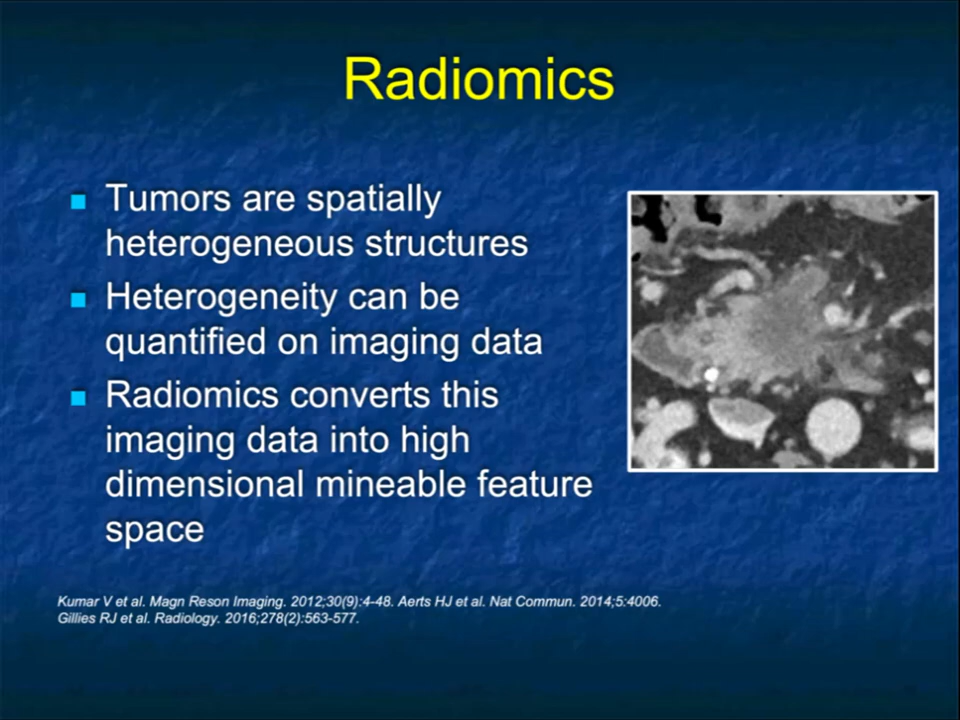 Radiomics
Tumors are spatially
heterogeneous structures
Heterogeneity can be
quantified on imaging data
Radiomics converts this
imaging data into high
dimensional mineable feature
space
Kumar V et al. Magn Reson Imaging. 2012;30(9):4-48. Aerts HJ et al. Nat Commun. 2014;5:4006.
Gillies RJ et al. Radiology. 2016;278(2):563-577.